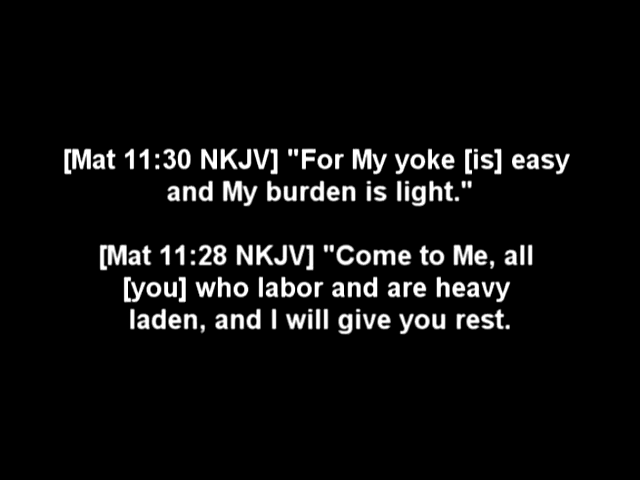 [Mat 11:30 NKJV] "For My yoke [is] easy
and My burden is light."
[Mat 11:28 NKJV] "Come to Me, all
[you] who labor and are heavy
laden, and I will give you rest.